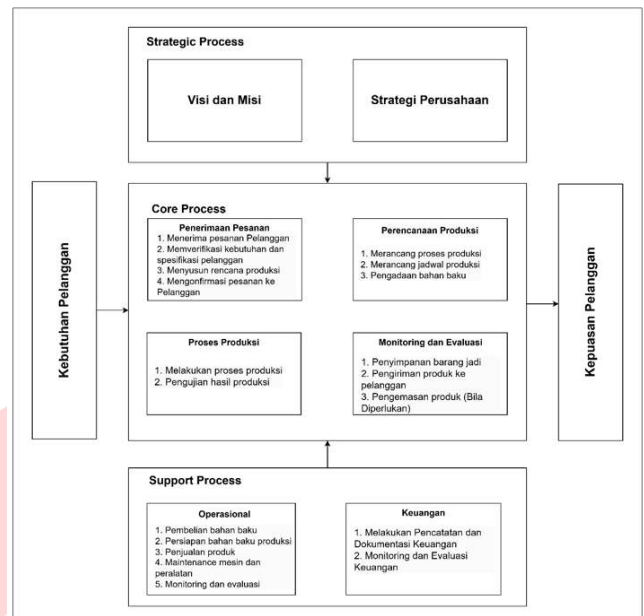 Strategic Process
Visi dan Misi
Strategi Perusahaan
Kebutuhan Pelanggan
Core Process
Penerimaan Pesanan
1. Menerima pesanan Pelanggan
2. Memverifikasi kebutuhan dan
spesifikasi pelanggan
3. Menyusun rencana produksi
4. Mengonfirmasi pesanan ke
Pelanggan
Perencanaan Produksi
1. Merancang proses produksi
2. Merancang jadwal produksi
3. Pengadaan bahan baku
Proses Produksi
1. Melakukan proses produksi
2. Pengujian hasil produksi
Monitoring dan Evaluasi
1. Penyimpanan barang jadi
2. Pengiriman produk ke
pelanggan
3. Pengemasan produk (Bila
Diperlukan)
Kepuasan Pelanggan
Support Process
Operasional
1. Pembelian bahan baku
2. Persiapan bahan baku produksi
3. Penjualan produk
4. Maintenance mesin dan
peralatan
5. Monitoring dan evaluasi
Keuangan
1. Melakukan Pencatatan dan
Dokumentasi Keuangan
2. Monitoring dan Evaluasi
Keuangan